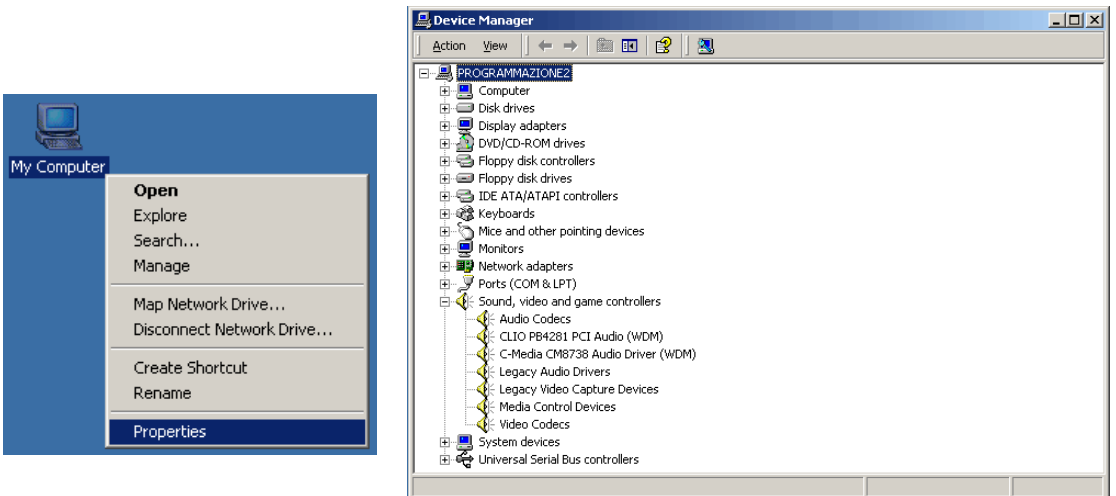 My Computer
Open
Explore
Search...
Manage
Map Network Drive...
Disconnect Network Drive...
Create Shortcut
Rename
Properties
Device Manager
Action View
PROGRAMMAZIONE2
Computer
Disk drives
Display adapters
DVD/CD-ROM drives
Floppy disk controllers
Floppy disk drives
IDE ATA/ATAPI controllers
Keyboards
Mice and other pointing devices
Monitors
Network adapters
Ports (COM & LPT)
Sound, video and game controllers
Audio Codecs
CLIO PB4281 PCI Audio (WDM)
C-Media CM8738 Audio Driver (WDM)
Legacy Audio Drivers
Legacy Video Capture Devices
Media Control Devices
Video Codecs
System devices
Universal Serial Bus controllers